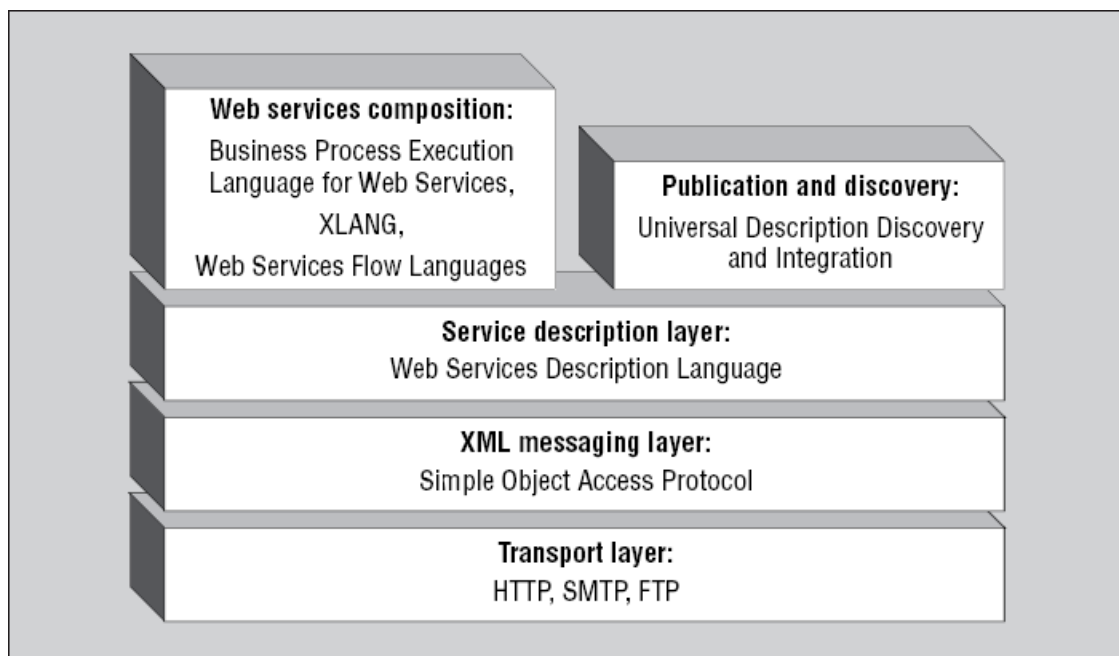 Web services composition:
Business Process Execution
Language for Web Services,
XLANG,
Web Services Flow Languages
Publication and discovery:
Universal Description Discovery
and Integration
Service description layer:
Web Services Description Language
XML messaging layer:
Simple Object Access Protocol
Transport layer:
HTTP, SMTP, FTP